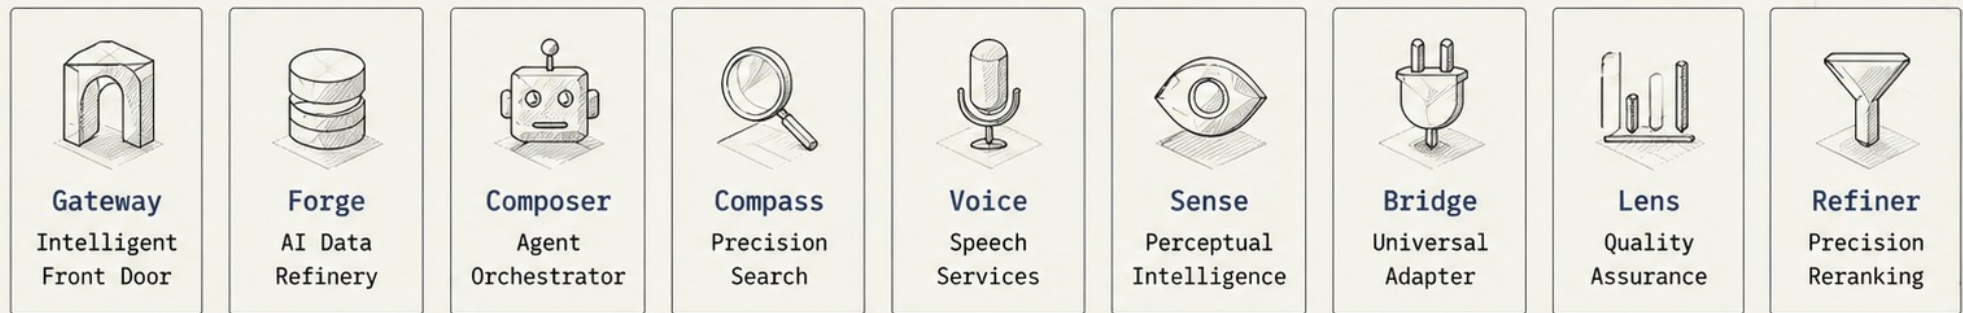 Gateway
Intelligent
Front Door
Forge
AI Data
Refinery
Composer
Agent
Orchestrator
Compass
Precision
Search
Voice
Speech
Services
Sense
Perceptual
Intelligence
Bridge
Universal
Adapter
Lens
Quality
Assurance
Refiner
Precision
Reranking